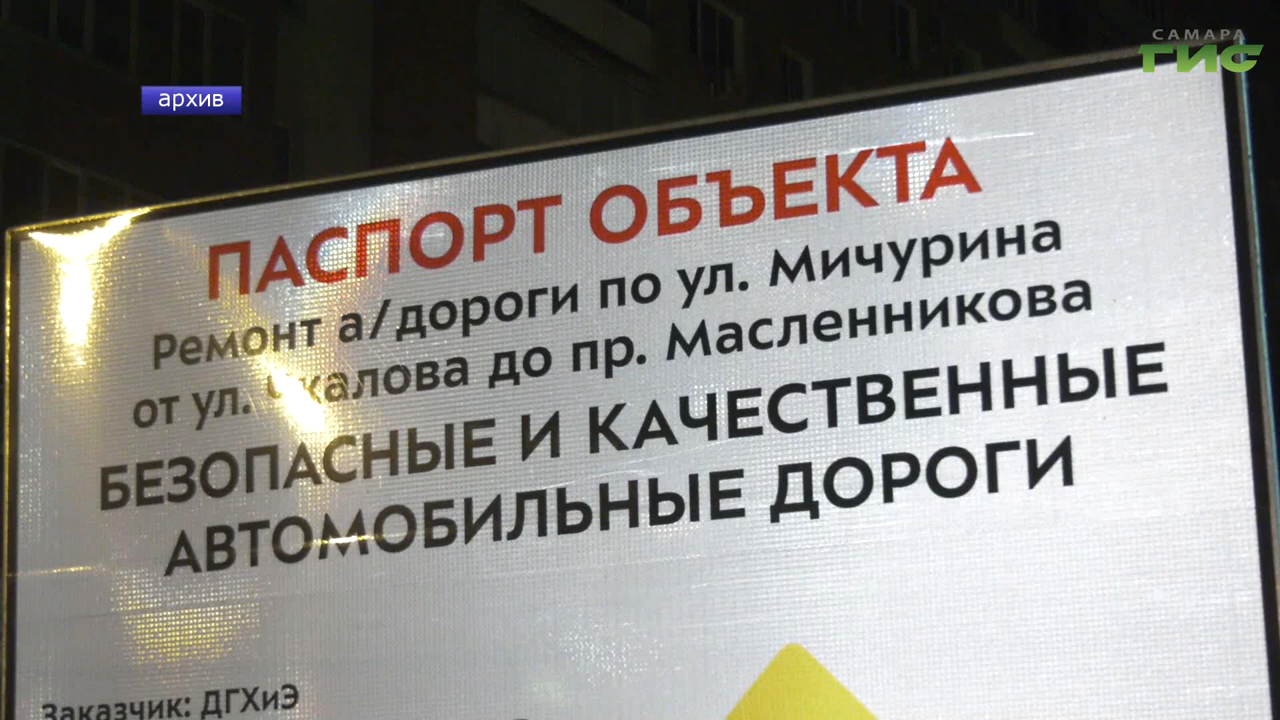 САМАРА
ГИС
архив
ПАСПОРТ ОБЪЕКТА
Ремонт а/дороги по ул. Мичурина
от ул. Чкалова до пр. Масленникова
БЕЗОПАСНЫЕ И КАЧЕСТВЕННЫЕ
АВТОМОБИЛЬНЫЕ ДОРОГИ
Заказчик: ДГХиЭ